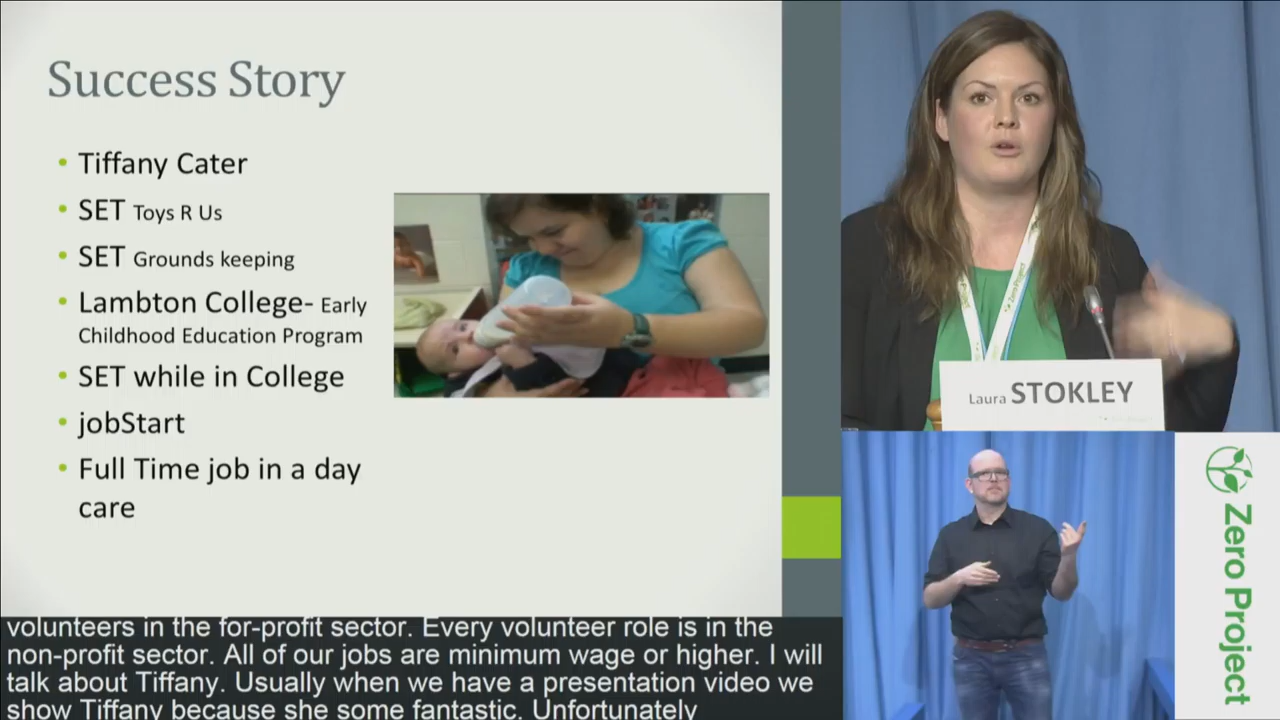 Success Story
• Tiffany Cater
• SET Toys R Us
• SET Grounds keeping
• Lambton College- Early
Childhood Education Program
• SET while in College
• jobStart
• Full Time job in a day
care
Laura STOKLEY
Zero Project
volunteers in the for-profit sector. Every volunteer role is in the
non-profit sector. All of our jobs are minimum wage or higher. I will
talk about Tiffany. Usually when we have a presentation video we
show Tiffany because she some fantastic. Unfortunately